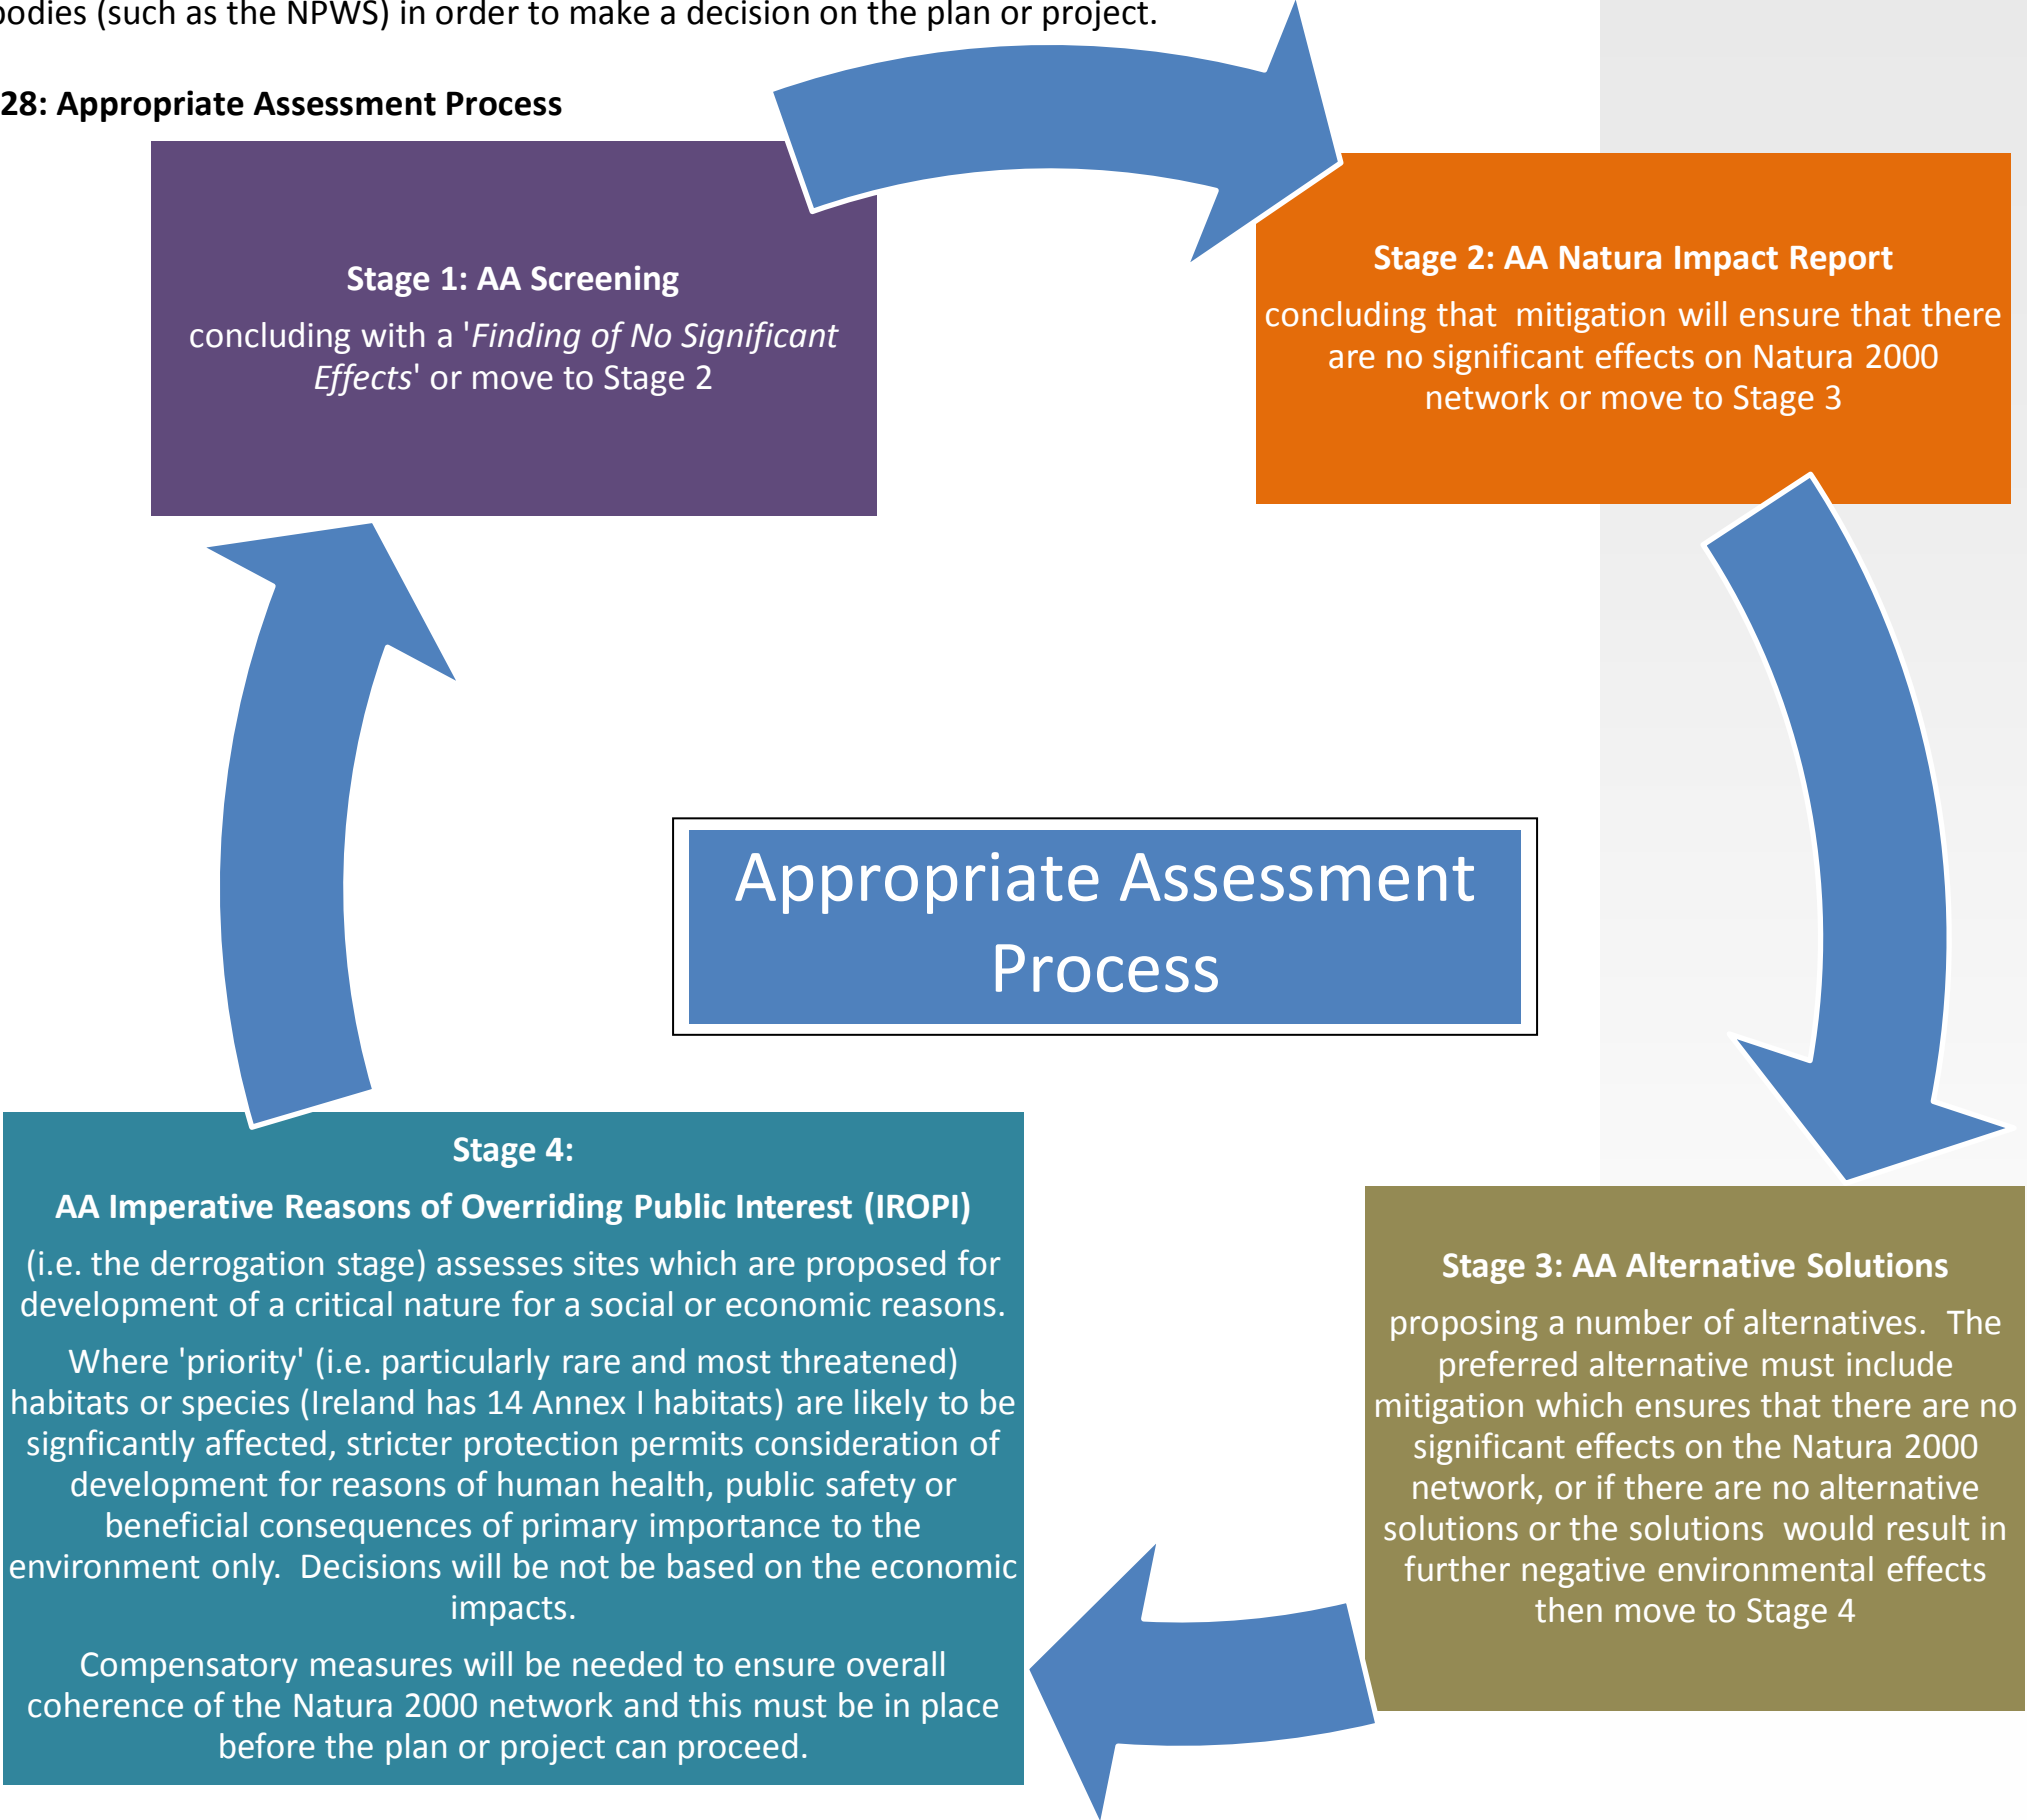 bodies (such as the NPWS) in order to make a decision on the plan or project.
28: Appropriate Assessment Process
Stage 1: AA Screening
concluding with a 'Finding of No Significant
Effects' or move to Stage 2
Stage 2: AA Natura Impact Report
concluding that mitigation will ensure that there
are no significant effects on Natura 2000
network or move to Stage 3
Appropriate Assessment
Process
Stage 3: AA Alternative Solutions
proposing a number of alternatives. The
preferred alternative must include
mitigation which ensures that there are no
significant effects on the Natura 2000
network, or if there are no alternative
solutions or the solutions would result in
further negative environmental effects
then move to Stage 4
Stage 4:
AA Imperative Reasons of Overriding Public Interest (IROPI)
(i.e. the derrogation stage) assesses sites which are proposed for
development of a critical nature for a social or economic reasons.
Where 'priority' (i.e. particularly rare and most threatened)
habitats or species (Ireland has 14 Annex I habitats) are likely to be
signficantly affected, stricter protection permits consideration of
development for reasons of human health, public safety or
beneficial consequences of primary importance to the
environment only. Decisions will be not be based on the economic
impacts.
Compensatory measures will be needed to ensure overall
coherence of the Natura 2000 network and this must be in place
before the plan or project can proceed.